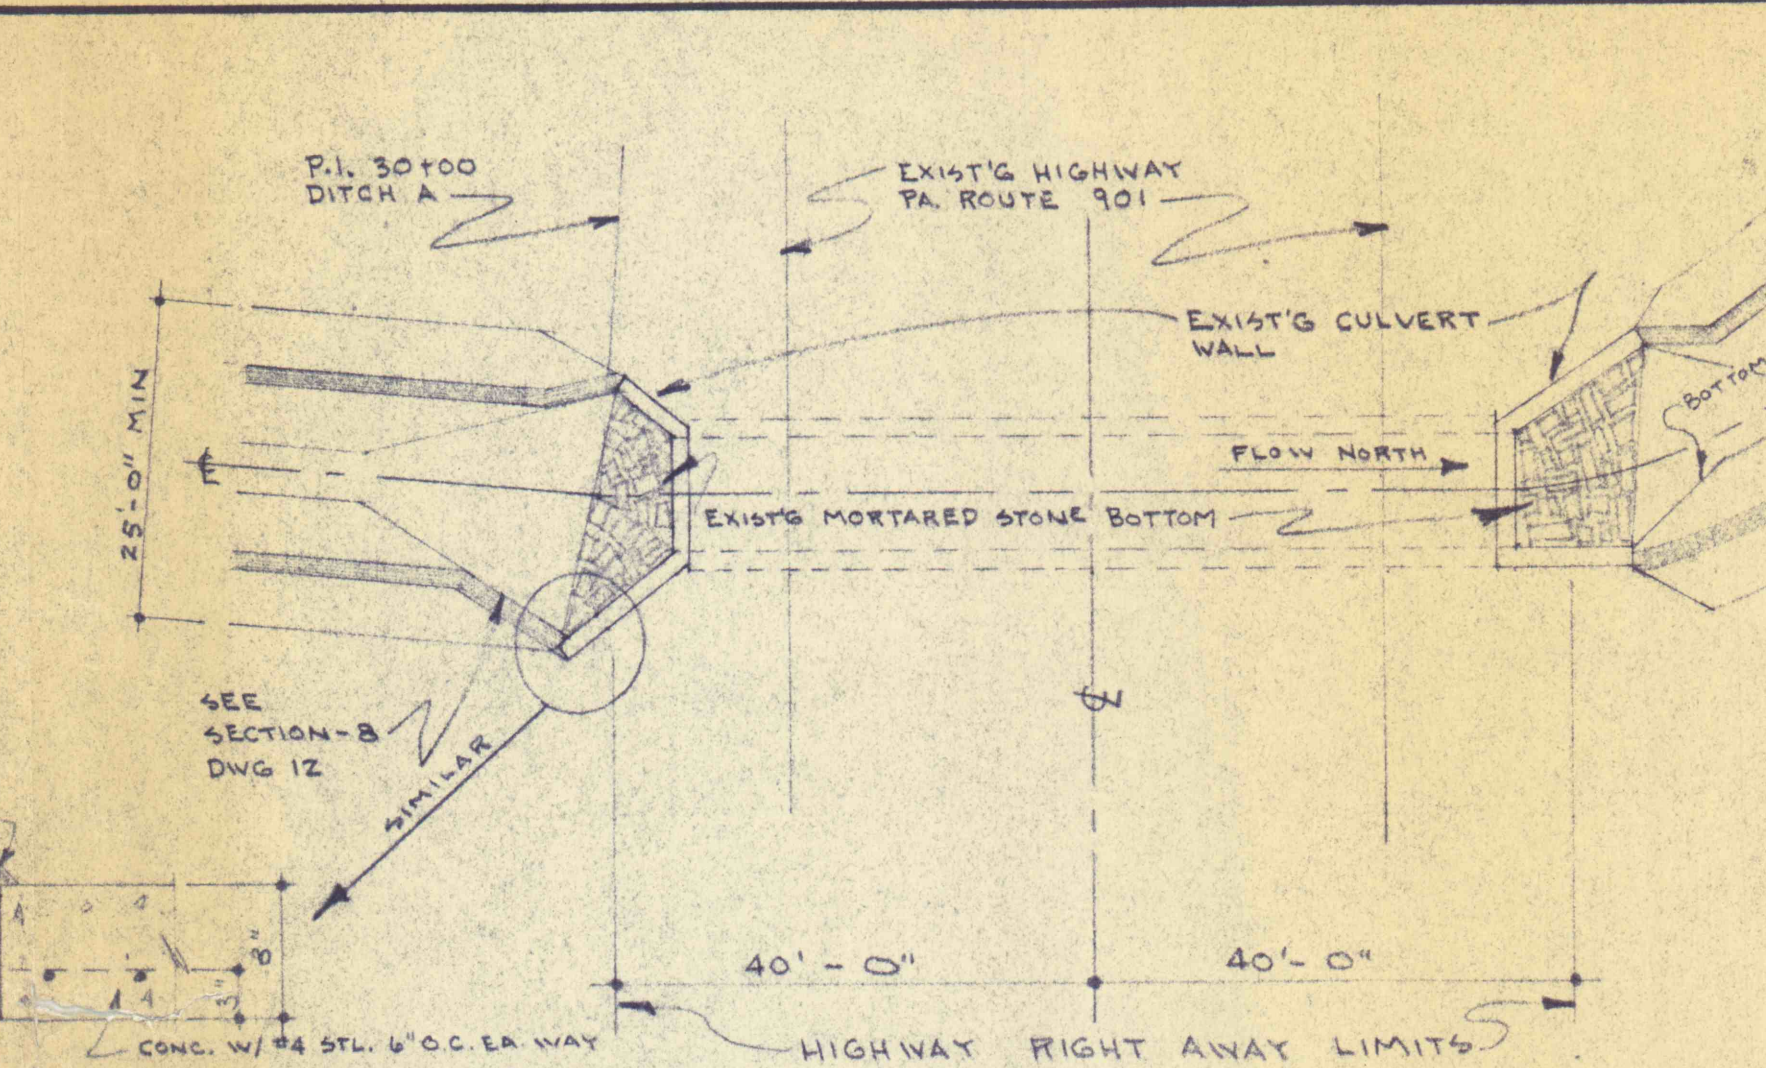 P.I. 30+00
DITCH A
EXIST'G HIGHWAY
PA. ROUTE 901
EXIST'G CULVERT
WALL
25'-0" MIN
BOTTOM
FLOW NORTH
EXIST'G MORTARED STONE BOTTOM
SEE
SECTION-8
DWG 12
SIMILAR
8"
3"
40'-0"
40'-0"
CONC. W/ #4 STL. 6" O.C. EA. WAY
HIGHWAY RIGHT AWAY LIMITS